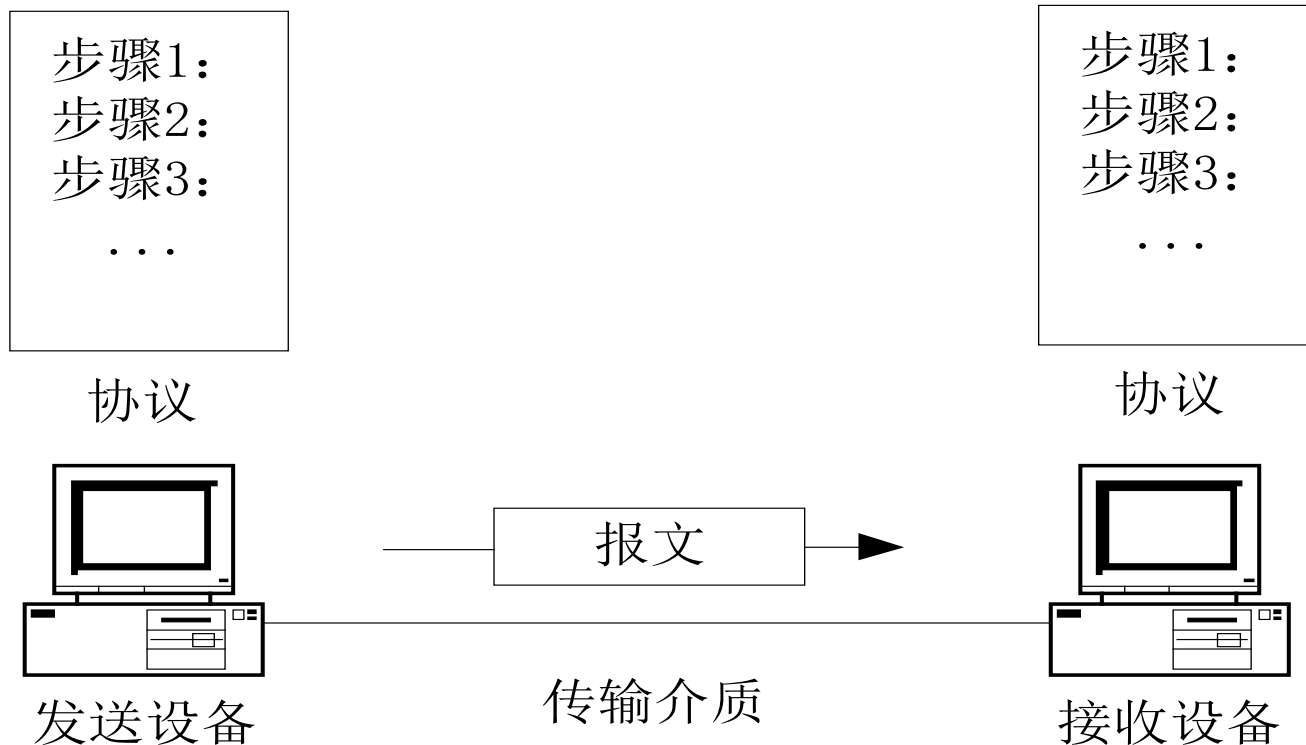 步骤1：
步骤2：
步骤3：
...
协议
步骤1：
步骤2：
步骤3：
...
协议
报文
发送设备
传输介质
接收设备